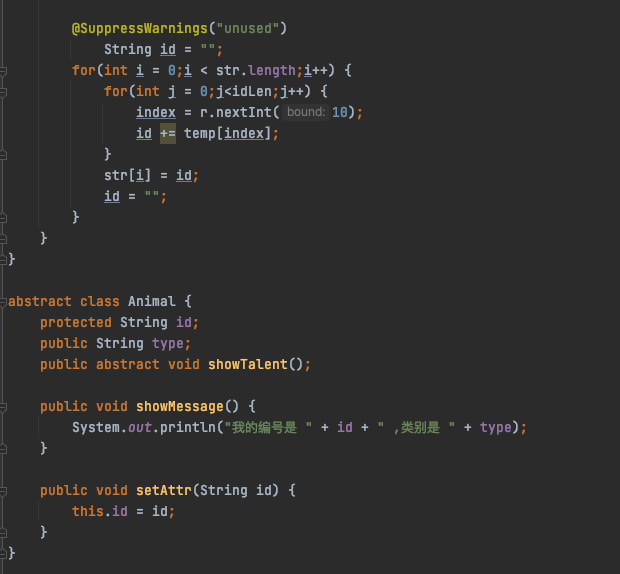 @SuppressWarnings("unused")
String id = "";
for(int i = 0;i < str.length;i++) {
for(int j = 0;j<idLen;j++) {
index = r.nextInt( bound: 10);
id += temp[index];
}
str[i] = id;
id = "";
}
}
}
abstract class Animal {
protected String id;
public String type;
public abstract void showTalent();
public void showMessage() {
System.out.println("我的编号是 " + id + " ,类别是 " + type);
}
public void setAttr(String id) {
this.id = id;
}
}